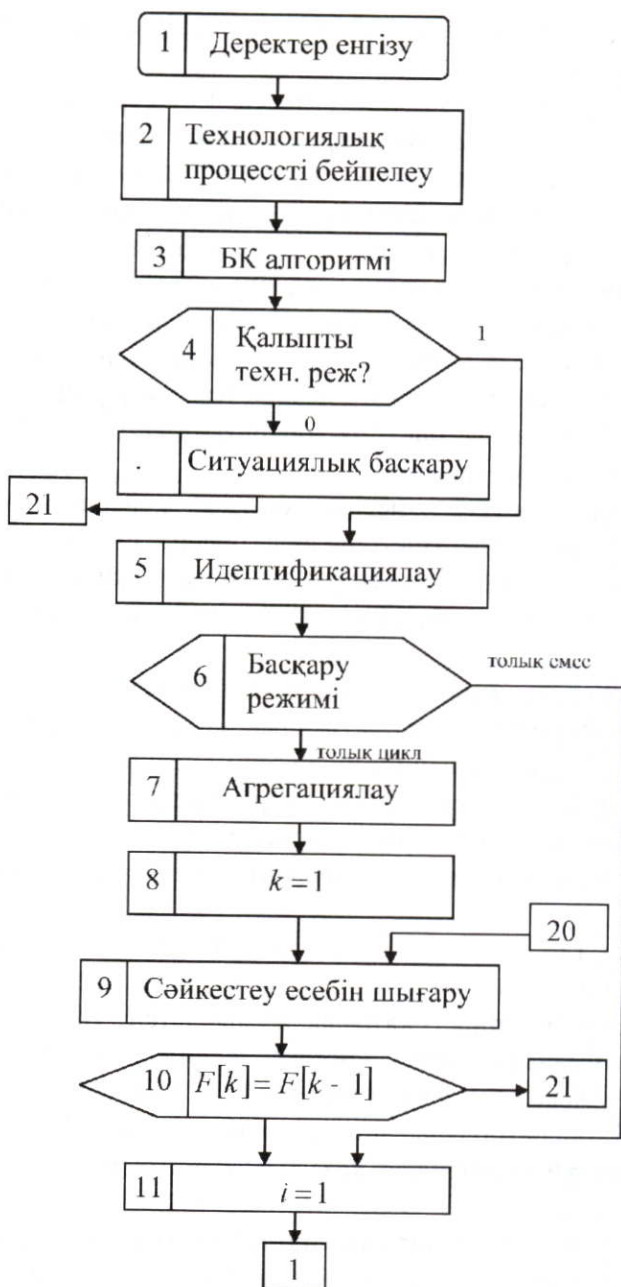 1 Деректер енгізу
2 Технологиялық
процессті бейпелеу
3 БК алгоритмі
4 Қалыпты
техн. реж?
1
0
. Ситуациялық басқару
21
5 Идептификациялау
6 Басқару
режимі
толық емес
толық цикл
7 Агрегациялау
8 k = 1
20
9 Сәйкестеу есебін шығару
10 F[k] = F[k - 1]
21
11 i = 1
1